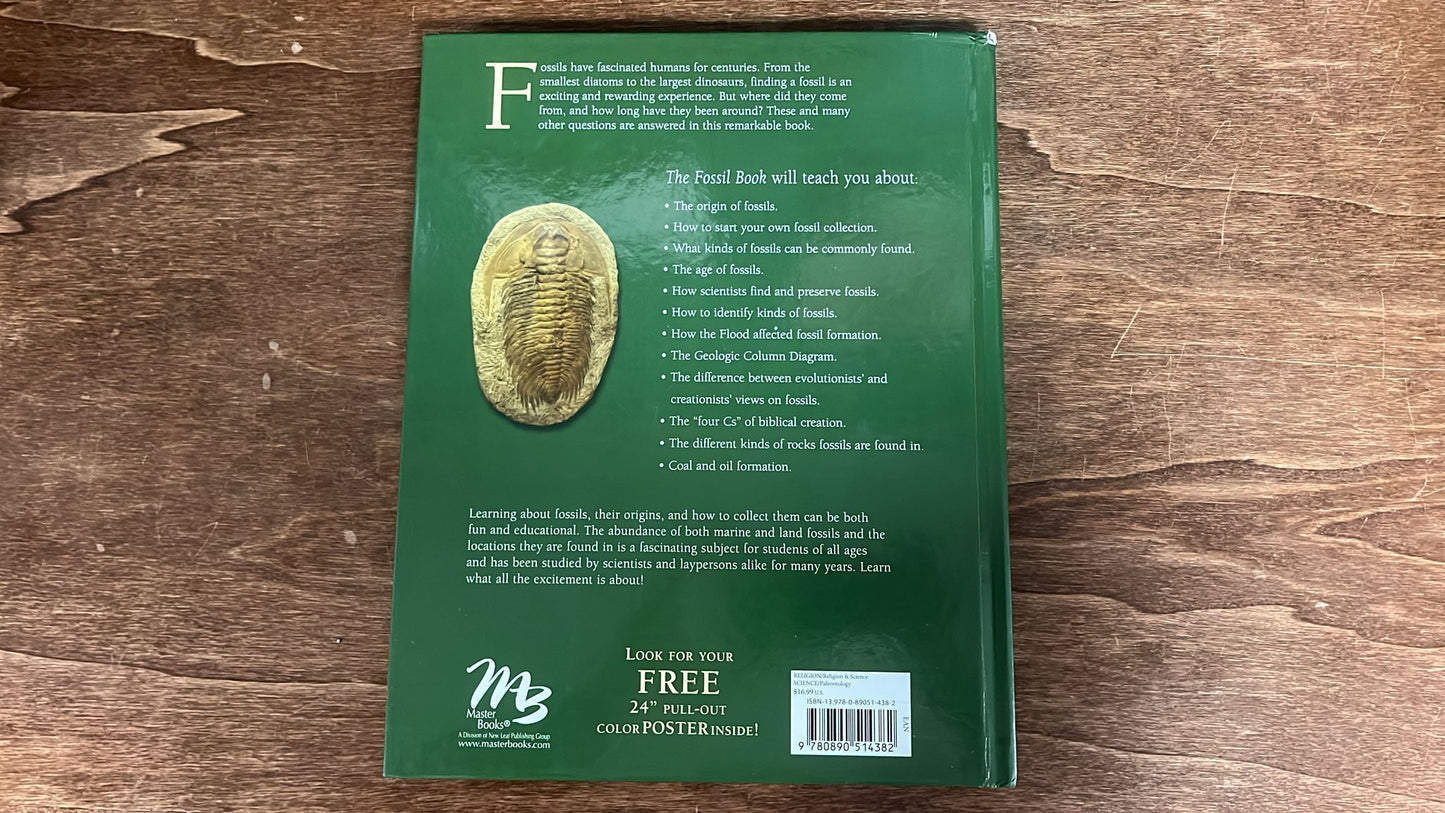 Fossils have fascinated humans for centuries. From the
smallest diatoms to the largest dinosaurs, finding a fossil is an
exciting and rewarding experience. But where did they come
from, and how long have they been around? These and many
other questions are answered in this remarkable book.
The Fossil Book will teach you about:
• The origin of fossils.
• How to start your own fossil collection.
• What kinds of fossils can be commonly found.
• The age of fossils.
• How scientists find and preserve fossils.
• How to identify kinds of fossils.
• How the Flood affected fossil formation.
• The Geologic Column Diagram.
• The difference between evolutionists' and
creationists' views on fossils.
• The "four Cs" of biblical creation.
• The different kinds of rocks fossils are found in.
• Coal and oil formation.
Learning about fossils, their origins, and how to collect them can be both
fun and educational. The abundance of both marine and land fossils and the
locations they are found in is a fascinating subject for students of all ages
and has been studied by scientists and laypersons alike for many years. Learn
what all the excitement is about!
MB
Master
Books®
A Division of New Leaf Publishing Group
www.masterbooks.com
LOOK FOR YOUR
FREE
24" PULL-OUT
COLOR POSTER INSIDE!
RELIGION/Religion & Science
SCIENCE/Paleontology
$16.99 U.S.
ISBN-13:978-0-89051-438-2
EAN
9 780890 514382